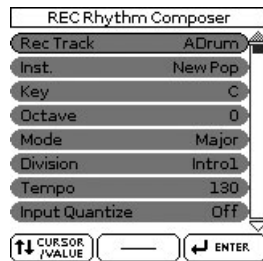 REC Rhythm Composer
Rec Track ADrum
Inst. New Pop
Key C
Octave 0
Mode Major
Division Intro1
Tempo 130
Input Quantize Off
CURSOR
/VALUE
ENTER